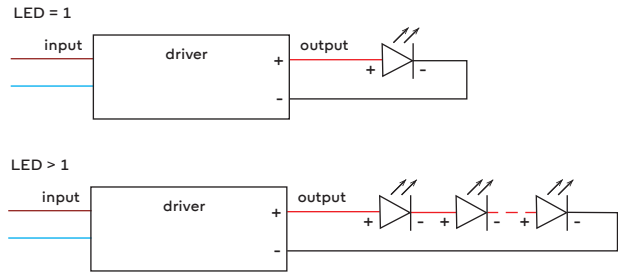 LED = 1
input
driver
output
+
+ -
-
LED > 1
input
driver
output
+
+ - + - + -
-